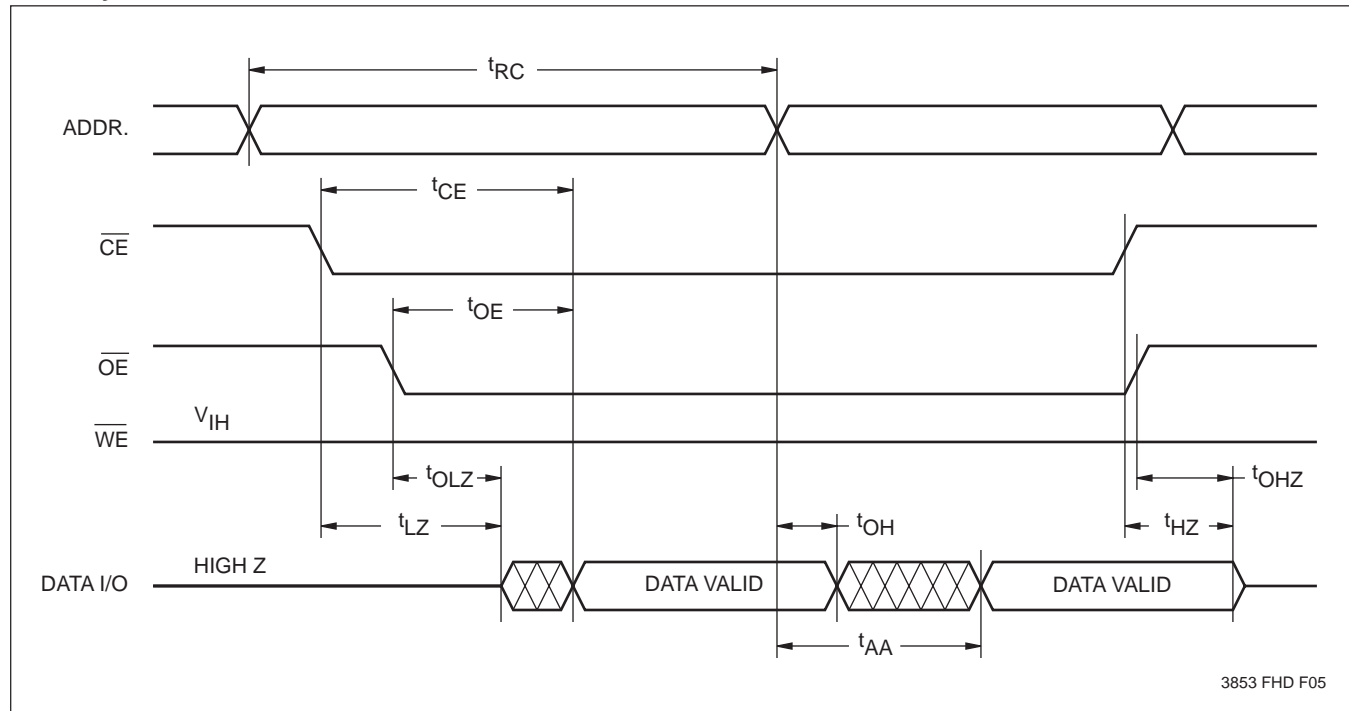 tRC
ADDR.
tCE
CE
tOE
OE
VIH
WE
tOLZ
tOHZ
tLZ
tOH
tHZ
HIGH Z
DATA I/O
DATA VALID
DATA VALID
tAA
3853 FHD F05